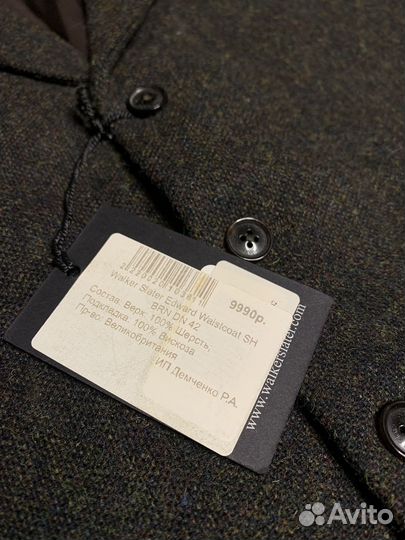 Walker Slater Edward Waistcoat SH
BRN DN 42
Состав. Верх. 100% Шерсть,
Подкладка. 100% Вискоза
Пр-во. Великобритания
ИП Демченко Р.А.
9990р.
www.walkerslater.com
Avito